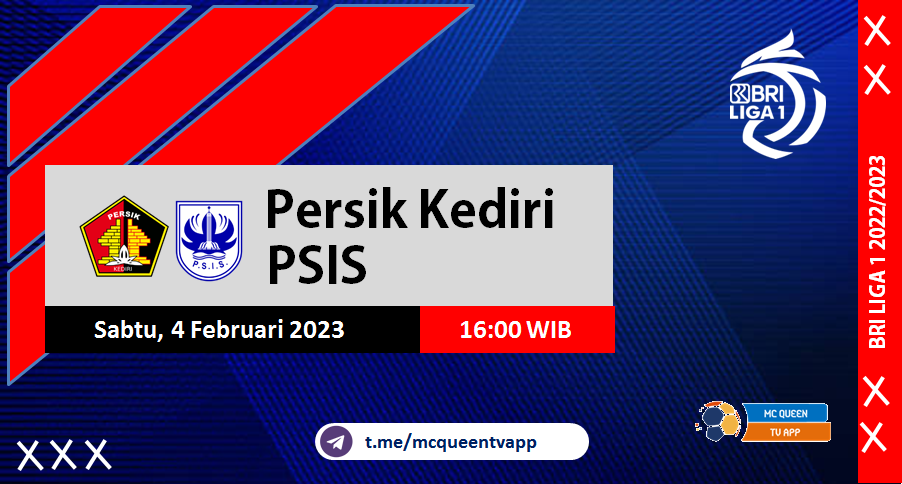 BRI
LIGA 1
BRI LIGA 1 2022/2023
PERSIK
KEDIRI
P.S.I.S.
Persik Kediri
PSIS
Sabtu, 4 Februari 2023
16:00 WIB
MC QUEEN
TV APP
t.me/mcqueentvapp